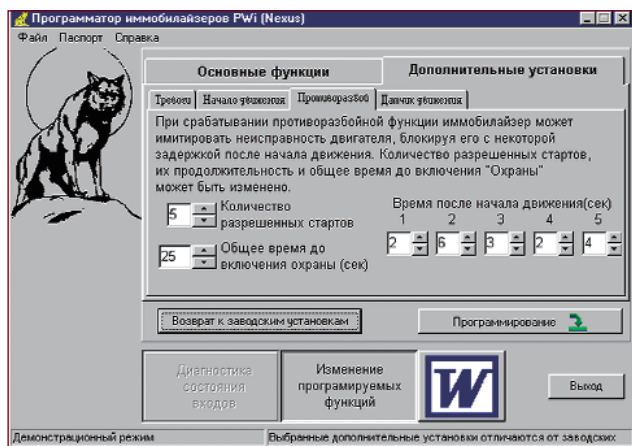 Программатор иммобилайзеров PWi (Nexus)
Файл Паспорт Справка
Основные функции Дополнительные установки
Тревоги Начало движения Противоразбой Датчик движения
При срабатывании противоразбойной функции иммобилайзер может
имитировать неисправность двигателя, блокируя его с некоторой
задержкой после начала движения. Количество разрешенных стартов,
их продолжительность и общее время до включения "Охраны"
может быть изменено.
5 Количество
разрешенных стартов
25 Общее время до
включения охраны (сек)
Время после начала движения(сек)
1 2 3 4 5
2 6 3 2 4
Возврат к заводским установкам Программирование
Диагностика
состояния
входов
Изменение
програмируемых
функций
W
Выход
Демонстрационный режим Выбранные дополнительные установки отличаются от заводских